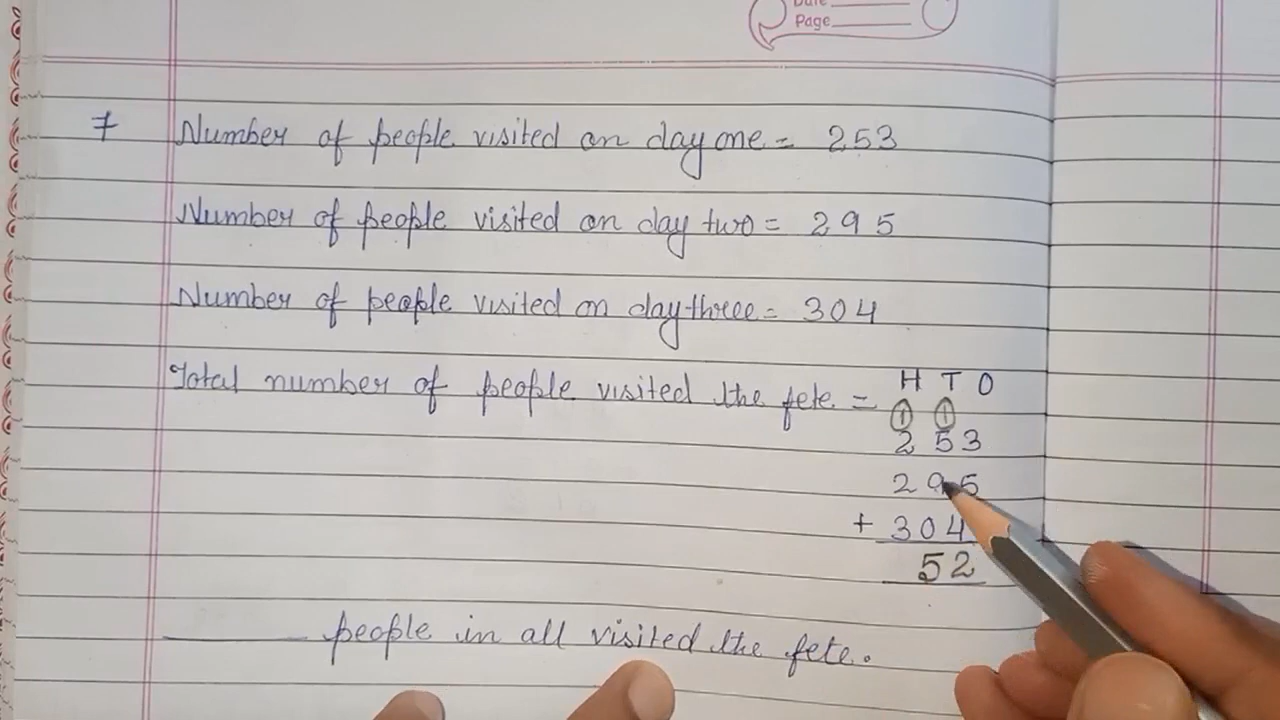 Date
Page
7 Number of people visited on day one = 253
Number of people visited on day two = 295
Number of people visited on day three = 304
Total number of people visited the fete = H T O
1 1
2 5 3
2 9 5
+ 3 0 4
5 2
people in all visited the fete.